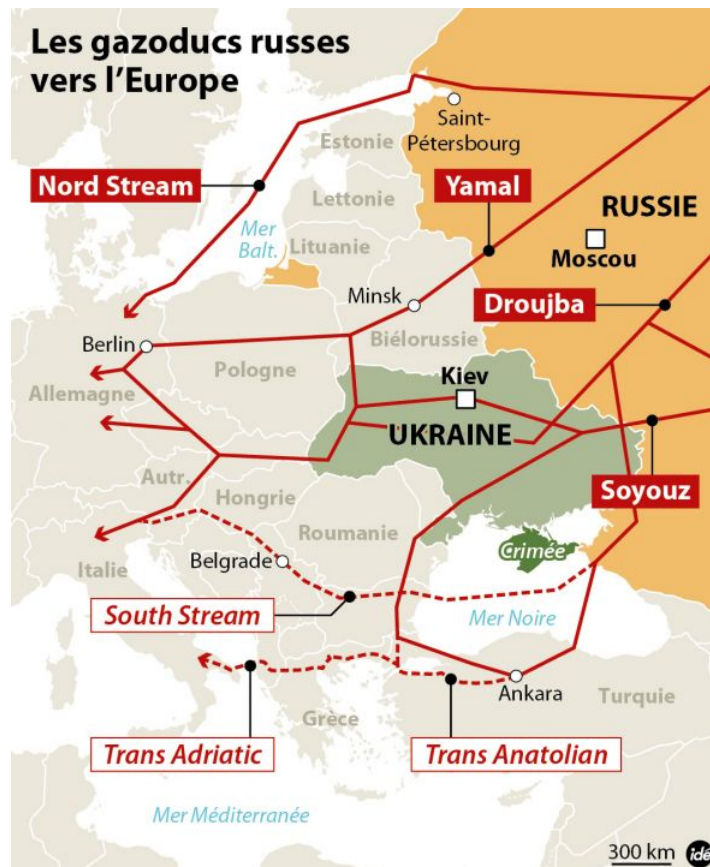 Les gazoducs russes
vers l'Europe
Saint-
Pétersbourg
Estonie
Nord Stream
Yamal
Lettonie
RUSSIE
Mer
Balt.
Lituanie
Moscou
Minsk
Droujba
Biélorussie
Berlin
Pologne
Kiev
Allemagne
UKRAINE
Autr.
Soyouz
Hongrie
Roumanie
Crimée
Belgrade
Italie
South Stream
Mer Noire
Ankara
Turquie
Grèce
Trans Adriatic
Trans Anatolian
Mer Méditerranée
300 km
idé